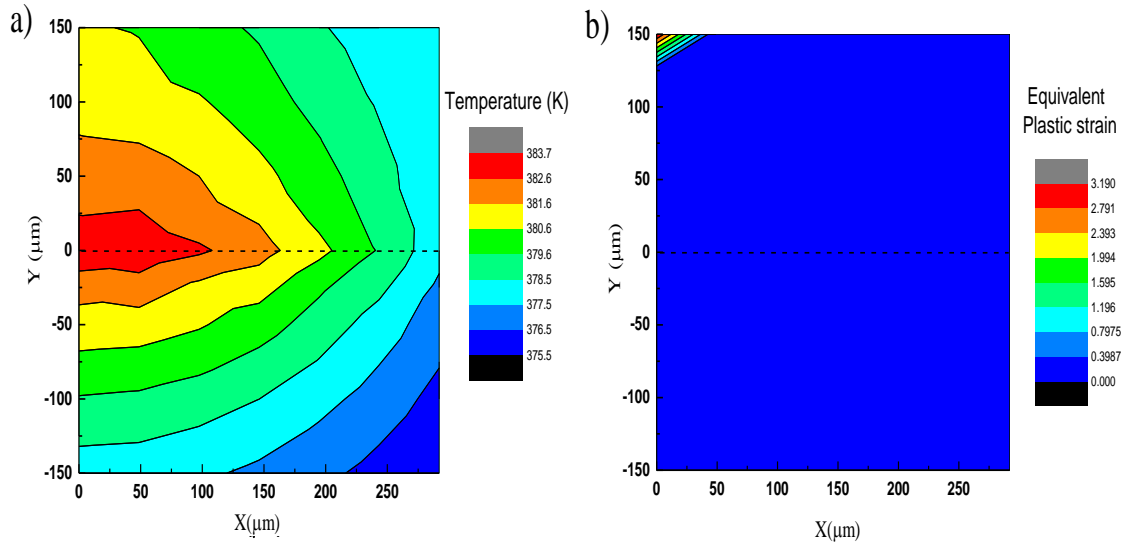 a)
150
100
50
0
-50
-100
-150
Y (µm)
0 50 100 150 200 250
X(µm)
Temperature (K)
383.7
382.6
381.6
380.6
379.6
378.5
377.5
376.5
375.5
b)
150
100
50
0
-50
-100
-150
Y (µm)
0 50 100 150 200 250
X(µm)
Equivalent
Plastic strain
3.190
2.791
2.393
1.994
1.595
1.196
0.7975
0.3987
0.000